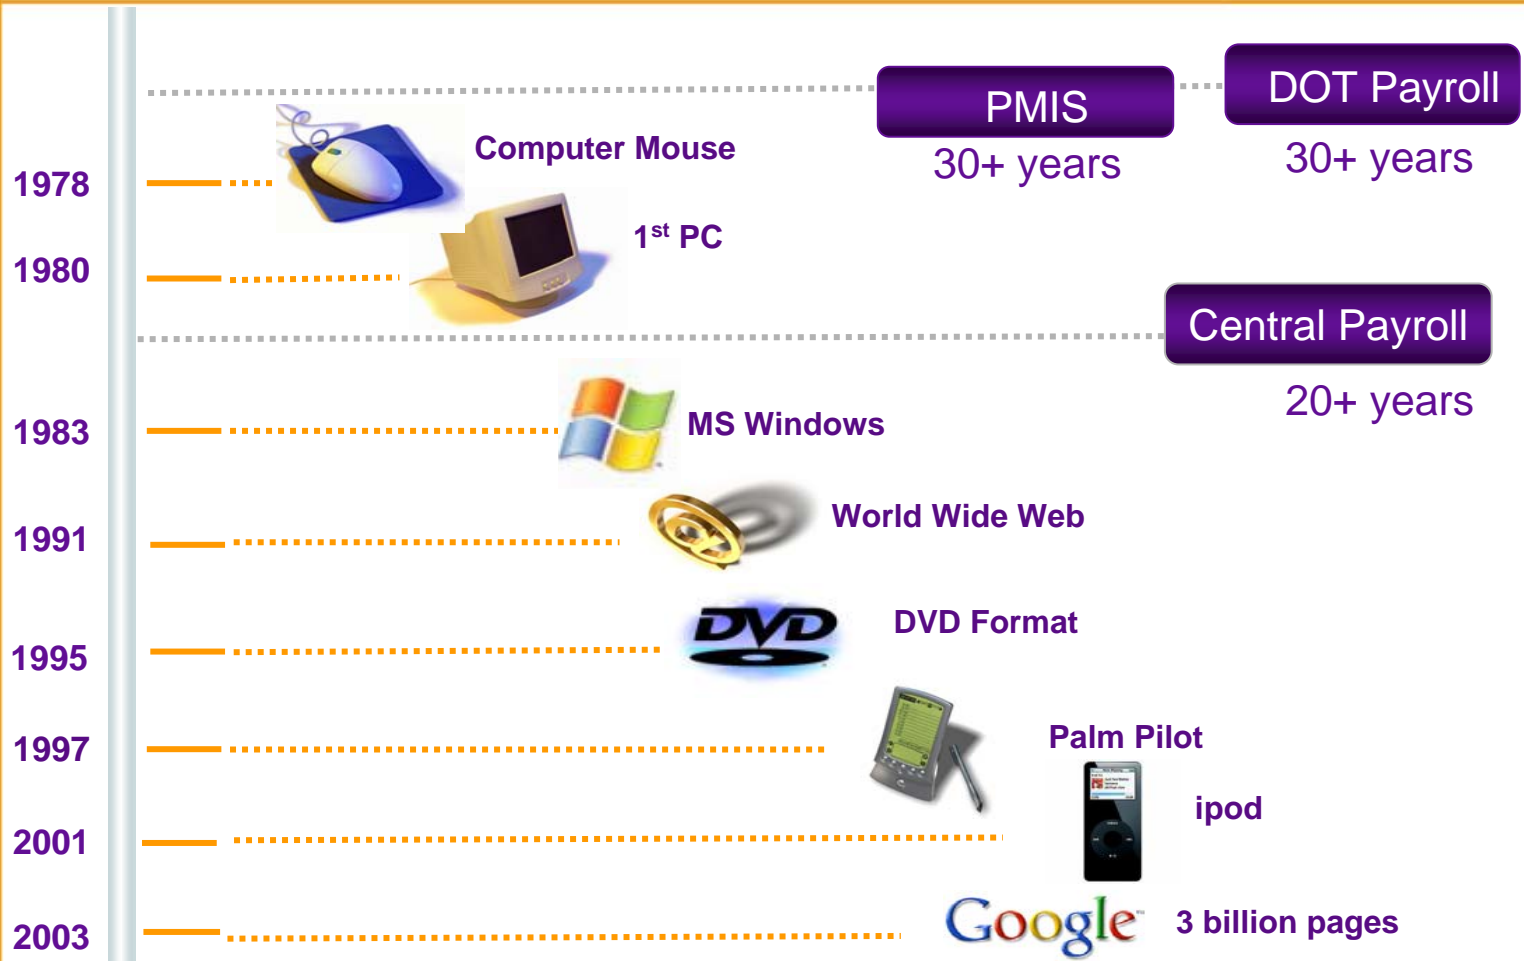 PMIS
DOT Payroll
30+ years
30+ years
Computer Mouse
1978
1st PC
1980
Central Payroll
20+ years
1983
MS Windows
World Wide Web
1991
DVD
DVD Format
1995
Palm Pilot
1997
ipod
2001
Google™
3 billion pages
2003